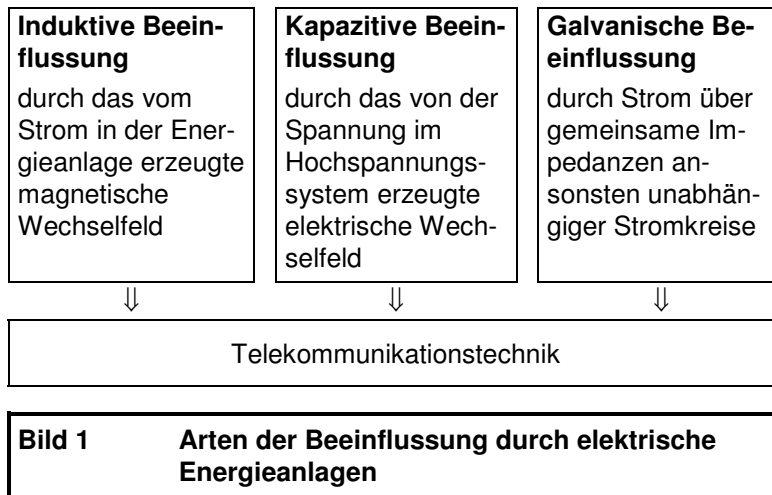 Induktive Beein-
flussung
durch das vom
Strom in der Ener-
gieanlage erzeugte
magnetische
Wechselfeld
Kapazitive Beein-
flussung
durch das von der
Spannung im
Hochspannungs-
system erzeugte
elektrische Wech-
selfeld
Galvanische Be-
einflussung
durch Strom über
gemeinsame Im-
pedanzen an-
sonsten unabhän-
giger Stromkreise
⇓ ⇓ ⇓
Telekommunikationstechnik
Bild 1 Arten der Beeinflussung durch elektrische
Energieanlagen